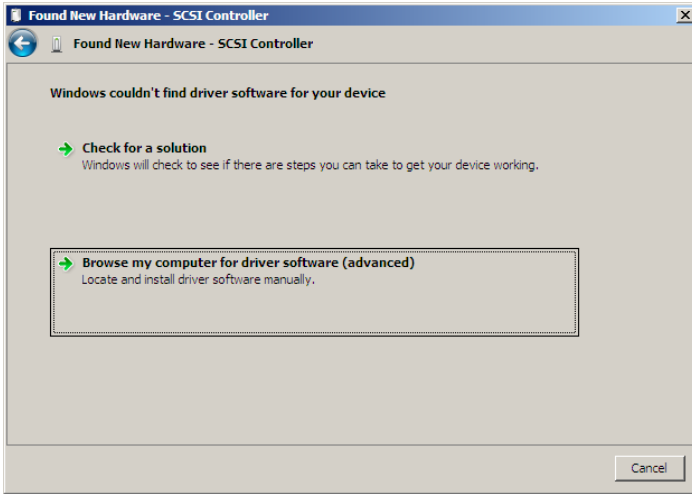 Found New Hardware - SCSI Controller
Found New Hardware - SCSI Controller
Windows couldn't find driver software for your device
Check for a solution
Windows will check to see if there are steps you can take to get your device working.
Browse my computer for driver software (advanced)
Locate and install driver software manually.
Cancel